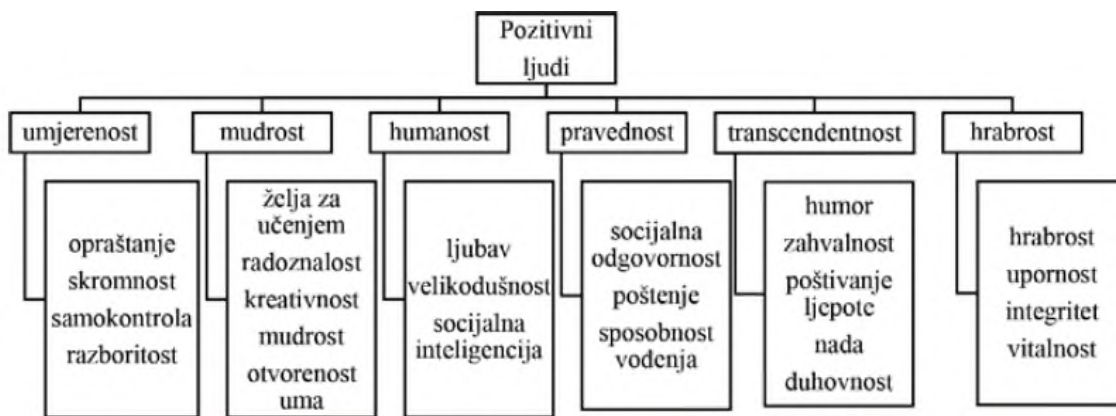 Pozitivni
ljudi
umjerenost
mudrost
humanost
pravednost
transcendentnost
hrabrost
opraštanje
skromnost
samokontrola
razboritost
želja za
učenjem
radoznalost
kreativnost
mudrost
otvorenost
uma
ljubav
velikodušnost
socijalna
inteligencija
socijalna
odgovornost
poštenje
sposobnost
vođenja
humor
zahvalnost
poštivanje
ljepote
nada
duhovnost
hrabrost
upornost
integritet
vitalnost